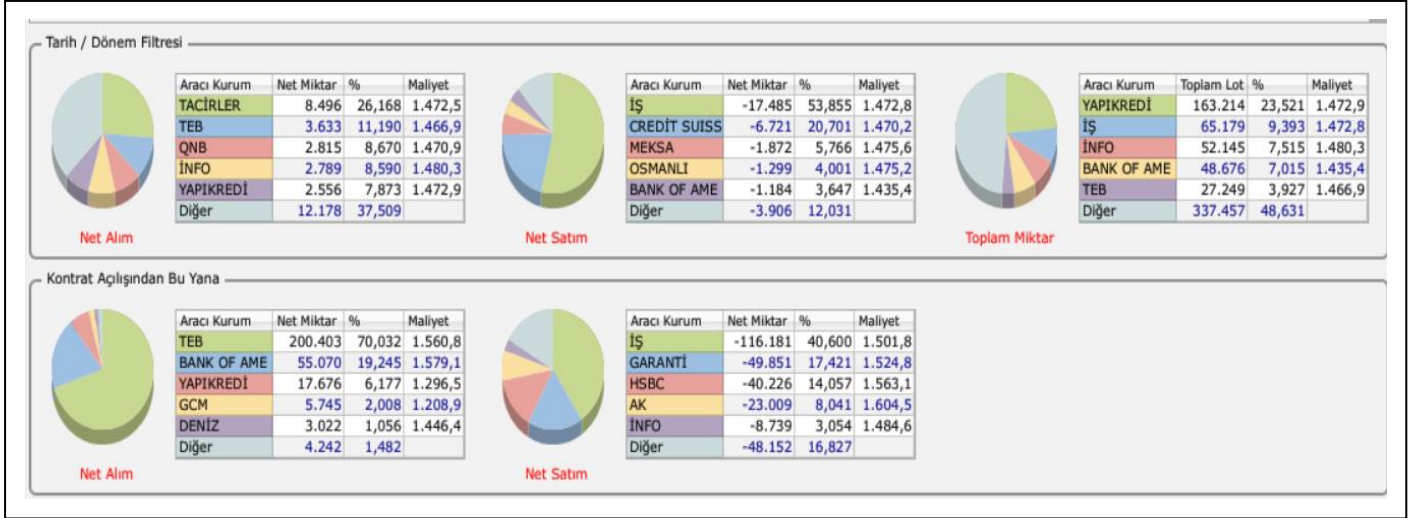 Tarih / Dönem Filtresi
Aracı Kurum Net Miktar % Maliyet
TACİRLER 8.496 26,168 1.472,5
TEB 3.633 11,190 1.466,9
QNB 2.815 8,670 1.470,9
İNFO 2.789 8,590 1.480,3
YAPIKREDİ 2.556 7,873 1.472,9
Diğer 12.178 37,509
Net Alım
Aracı Kurum Net Miktar % Maliyet
İŞ -17.485 53,855 1.472,8
CREDİT SUISS -6.721 20,701 1.470,2
MEKSA -1.872 5,766 1.475,6
OSMANLI -1.299 4,001 1.475,2
BANK OF AME -1.184 3,647 1.435,4
Diğer -3.906 12,031
Net Satım
Aracı Kurum Toplam Lot % Maliyet
YAPIKREDİ 163.214 23,521 1.472,9
İŞ 65.179 9,393 1.472,8
İNFO 52.145 7,515 1.480,3
BANK OF AME 48.676 7,015 1.435,4
TEB 27.249 3,927 1.466,9
Diğer 337.457 48,631
Toplam Miktar
Kontrat Açılışından Bu Yana
Aracı Kurum Net Miktar % Maliyet
TEB 200.403 70,032 1.560,8
BANK OF AME 55.070 19,245 1.579,1
YAPIKREDİ 17.676 6,177 1.296,5
GCM 5.745 2,008 1.208,9
DENİZ 3.022 1,056 1.446,4
Diğer 4.242 1,482
Net Alım
Aracı Kurum Net Miktar % Maliyet
İŞ -116.181 40,600 1.501,8
GARANTİ -49.851 17,421 1.524,8
HSBC -40.226 14,057 1.563,1
AK -23.009 8,041 1.604,5
İNFO -8.739 3,054 1.484,6
Diğer -48.152 16,827
Net Satım